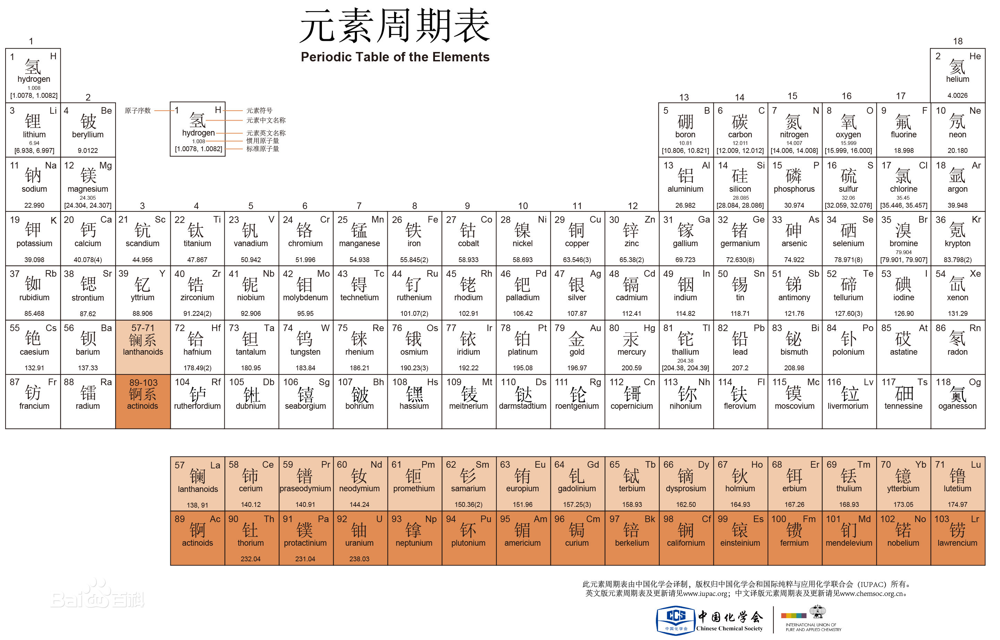 元素周期表
Periodic Table of the Elements
1
18
1 H
氢
hydrogen
1.008
[1.0078, 1.0082]
2 He
氦
helium
4.0026
2
13 14 15 16 17
3 Li
锂
lithium
6.94
[6.938, 6.997]
4 Be
铍
beryllium
9.0122
原子序数
1 H
氢
hydrogen
1.008
[1.0078, 1.0082]
元素符号
元素中文名称
元素英文名称
惯用原子量
标准原子量
5 B
硼
boron
10.81
[10.806, 10.821]
6 C
碳
carbon
12.011
[12.009, 12.012]
7 N
氮
nitrogen
14.007
[14.006, 14.008]
8 O
氧
oxygen
15.999
[15.999, 16.000]
9 F
氟
fluorine
18.998
10 Ne
氖
neon
20.180
11 Na
钠
sodium
22.990
12 Mg
镁
magnesium
24.305
[24.304, 24.307]
13 Al
铝
aluminium
26.982
14 Si
硅
silicon
28.085
[28.084, 28.086]
15 P
磷
phosphorus
30.974
16 S
硫
sulfur
32.06
[32.059, 32.076]
17 Cl
氯
chlorine
35.45
[35.446, 35.457]
18 Ar
氩
argon
39.948
3 4 5 6 7 8 9 10 11 12
19 K
钾
potassium
39.098
20 Ca
钙
calcium
40.078(4)
21 Sc
钪
scandium
44.956
22 Ti
钛
titanium
47.867
23 V
钒
vanadium
50.942
24 Cr
铬
chromium
51.996
25 Mn
锰
manganese
54.938
26 Fe
铁
iron
55.845(2)
27 Co
钴
cobalt
58.933
28 Ni
镍
nickel
58.693
29 Cu
铜
copper
63.546(3)
30 Zn
锌
zinc
65.38(2)
31 Ga
镓
gallium
69.723
32 Ge
锗
germanium
72.630(8)
33 As
砷
arsenic
74.922
34 Se
硒
selenium
78.971(8)
35 Br
溴
bromine
79.904
[79.901, 79.907]
36 Kr
氪
krypton
83.798(2)
37 Rb
铷
rubidium
85.468
38 Sr
锶
strontium
87.62
39 Y
钇
yttrium
88.906
40 Zr
锆
zirconium
91.224(2)
41 Nb
铌
niobium
92.906
42 Mo
钼
molybdenum
95.95
43 Tc
锝
technetium
44 Ru
钌
ruthenium
101.07(2)
45 Rh
铑
rhodium
102.91
46 Pd
钯
palladium
106.42
47 Ag
银
silver
107.87
48 Cd
镉
cadmium
112.41
49 In
铟
indium
114.82
50 Sn
锡
tin
118.71
51 Sb
锑
antimony
121.76
52 Te
碲
tellurium
127.60(3)
53 I
碘
iodine
126.90
54 Xe
氙
xenon
131.29
55 Cs
铯
caesium
132.91
56 Ba
钡
barium
137.33
57-71
镧系
lanthanoids
72 Hf
铪
hafnium
178.49(2)
73 Ta
钽
tantalum
180.95
74 W
钨
tungsten
183.84
75 Re
铼
rhenium
186.21
76 Os
锇
osmium
190.23(3)
77 Ir
铱
iridium
192.22
78 Pt
铂
platinum
195.08
79 Au
金
gold
196.97
80 Hg
汞
mercury
200.59
81 Tl
铊
thallium
204.38
[204.38, 204.39]
82 Pb
铅
lead
207.2
83 Bi
铋
bismuth
208.98
84 Po
钋
polonium
85 At
砹
astatine
86 Rn
氡
radon
87 Fr
钫
francium
88 Ra
镭
radium
89-103
锕系
actinoids
104 Rf
𬬻
rutherfordium
105 Db
𬭊
dubnium
106 Sg
𬭳
seaborgium
107 Bh
𬭛
bohrium
108 Hs
𬭶
hassium
109 Mt
鿏
meitnerium
110 Ds
𫟼
darmstadtium
111 Rg
𬬭
roentgenium
112 Cn
鿔
copernicium
113 Nh
鿭
nihonium
114 Fl
𫓧
flerovium
115 Mc
镆
moscovium
116 Lv
𫟷
livermorium
117 Ts
鿬
tennessine
118 Og
鿫
oganesson
57 La
镧
lanthanoids
138, 91
58 Ce
铈
cerium
140.12
59 Pr
镨
praseodymium
140.91
60 Nd
钕
neodymium
144.24
61 Pm
钷
promethium
62 Sm
钐
samarium
150.36(2)
63 Eu
铕
europium
151.96
64 Gd
钆
gadolinium
157.25(3)
65 Tb
铽
terbium
158.93
66 Dy
镝
dysprosium
162.50
67 Ho
钬
holmium
164.93
68 Er
铒
erbium
167.26
69 Tm
铥
thulium
168.93
70 Yb
镱
ytterbium
173.05
71 Lu
镥
lutetium
174.97
89 Ac
锕
actinoids
90 Th
钍
thorium
232.04
91 Pa
镤
protactinium
231.04
92 U
铀
uranium
238.03
93 Np
镎
neptunium
94 Pu
钚
plutonium
95 Am
镅
americium
96 Cm
锔
curium
97 Bk
锫
berkelium
98 Cf
锎
californium
99 Es
锿
einsteinium
100 Fm
镄
fermium
101 Md
钔
mendelevium
102 No
锘
nobelium
103 Lr
铹
lawrencium
此元素周期表由中国化学会译制，版权归中国化学会和国际纯粹与应用化学联合会（IUPAC）所有。
英文版元素周期表及更新请见www.iupac.org；中文译版元素周期表及更新请见www.chemsoc.org.cn。
Baidu百科
CCS
中国化学会
中国化学会
Chinese Chemical Society
INTERNATIONAL UNION OF
PURE AND APPLIED CHEMISTRY